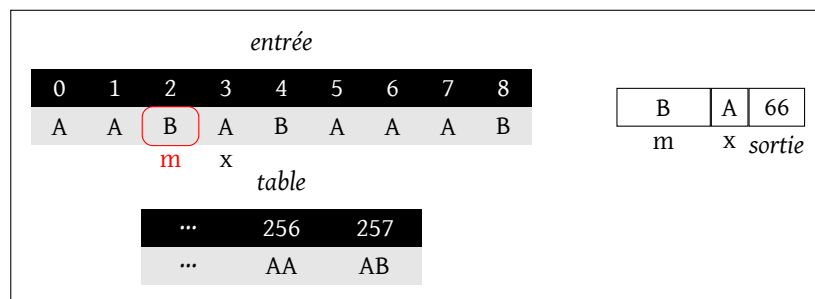 entrée
0 1 2 3 4 5 6 7 8
A A B A B A A A B
m x
B A 66
m x sortie
table
... 256 257
... AA AB